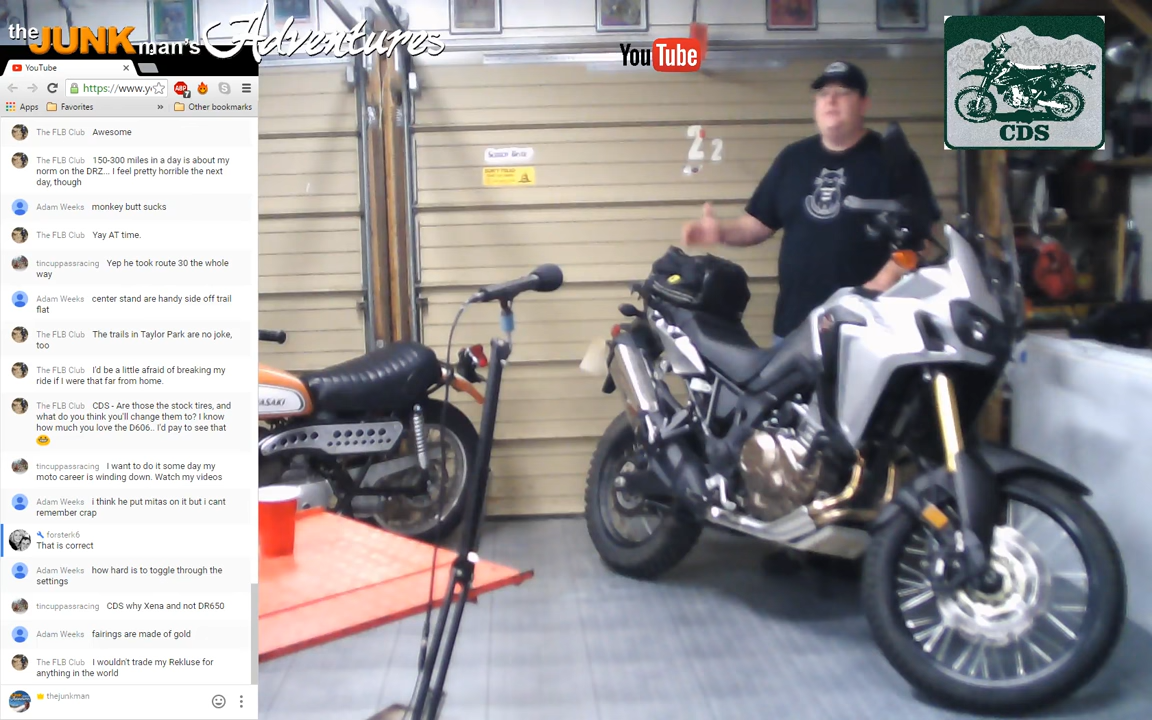 the JUNKman's Adventures
YouTube
https://www.y
Apps
Favorites
»
Other bookmarks
The FLB Club Awesome
The FLB Club 150-300 miles in a day is about my
norm on the DRZ... I feel pretty horrible the next
day, though
Adam Weeks monkey butt sucks
The FLB Club Yay AT time.
tincuppassracing Yep he took route 30 the whole
way
Adam Weeks center stand are handy side off trail
flat
The FLB Club The trails in Taylor Park are no joke,
too
The FLB Club I'd be a little afraid of breaking my
ride if I were that far from home.
The FLB Club CDS - Are those the stock tires, and
what do you think you'll change them to? I know
how much you love the D606.. I'd pay to see that
tincuppassracing I want to do it some day my
moto career is winding down. Watch my videos
Adam Weeks i think he put mitas on it but i cant
remember crap
forsterk6
That is correct
Adam Weeks how hard is to toggle through the
settings
tincuppassracing CDS why Xena and not DR650
Adam Weeks fairings are made of gold
The FLB Club I wouldn't trade my Rekluse for
anything in the world
thejunkman
YouTube
CDS
2 2